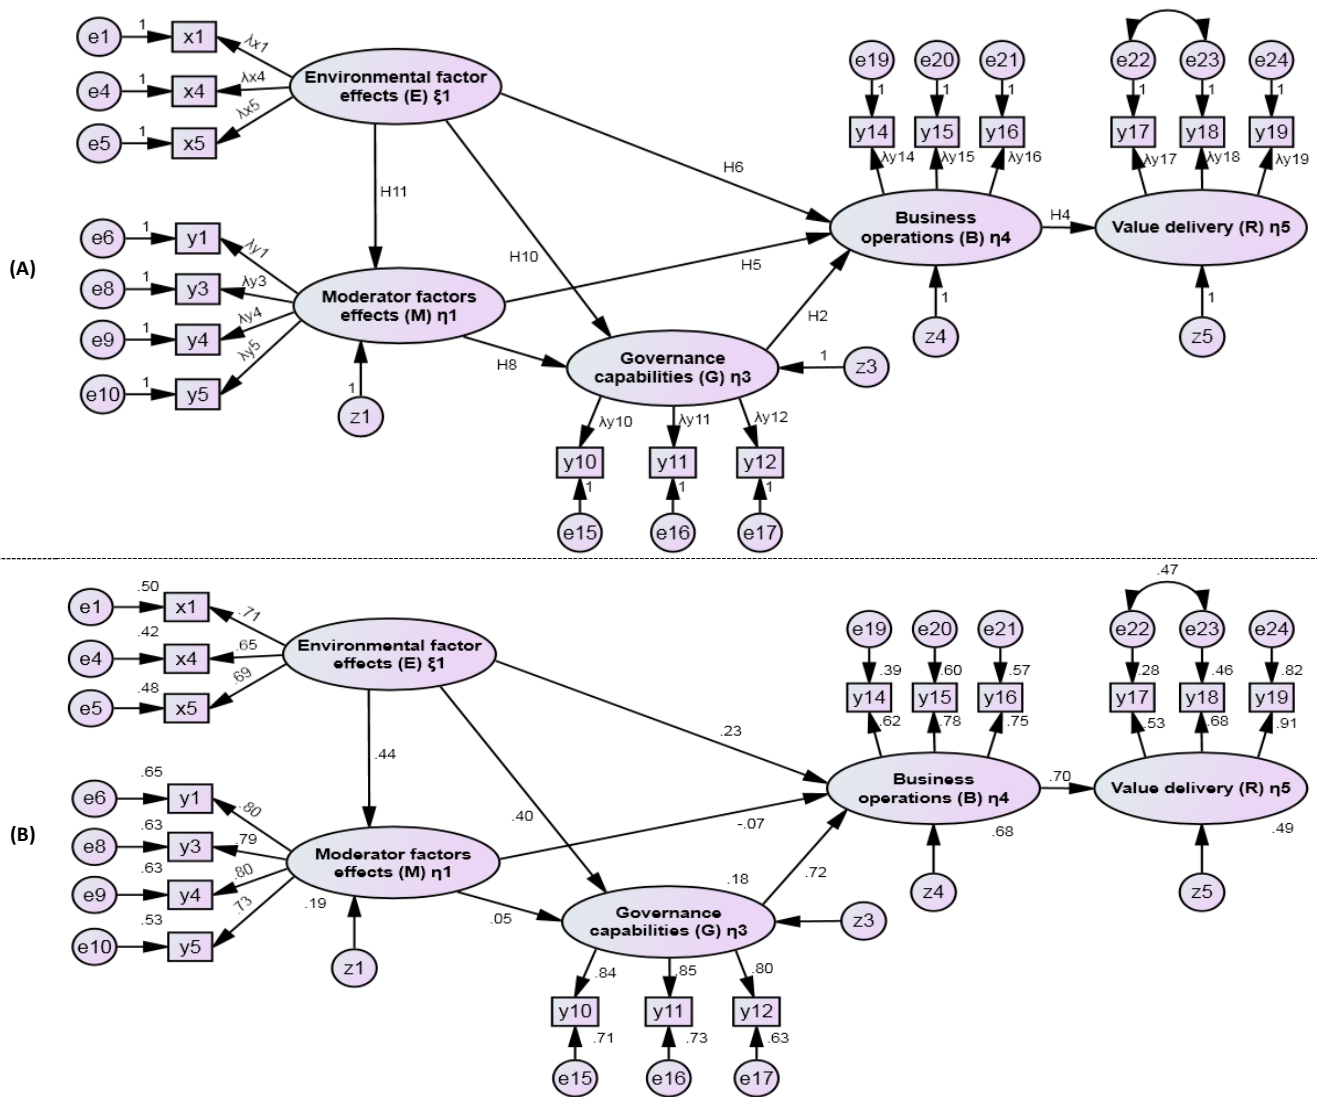 e1 1 x1 λx1
e4 1 x4 λx4
e5 1 x5 λx5
Environmental factor
effects (E) ξ1
e19 e20 e21 e22 e23 e24
1 1 1 1 1 1
y14 y15 y16 y17 y18 y19
λy14 λy15 λy16 λy17 λy18 λy19
H6
H11
H10
H5
H4
Business
operations (B) η4
Value delivery (R) η5
(A)
e6 1 y1 λy1
e8 1 y3 λy3
e9 1 y4 λy4
e10 1 y5 λy5
Moderator factors
effects (M) η1
1
z1
H8
H2
Governance
capabilities (G) η3
1 z3
1
z4
1
z5
λy10 λy11 λy12
y10 y11 y12
1 1 1
e15 e16 e17
.50
e1 x1 .71
.42
e4 x4 .65
.48
e5 x5 .69
Environmental factor
effects (E) ξ1
.47
e19 e20 e21 e22 e23 e24
.39 .60 .57 .28 .46 .82
y14 y15 y16 y17 y18 y19
.62 .78 .75 .53 .68 .91
.23
.44
.40
-.07
.70
Business
operations (B) η4
.68
Value delivery (R) η5
.49
(B)
.65
e6 y1 .80
.63
e8 y3 .79
.63
e9 y4 .80
.53
e10 y5 .73
Moderator factors
effects (M) η1
.19
z1
.05
.18
.72
Governance
capabilities (G) η3
z3
z4
z5
.84 .85 .80
y10 y11 y12
.71 .73 .63
e15 e16 e17